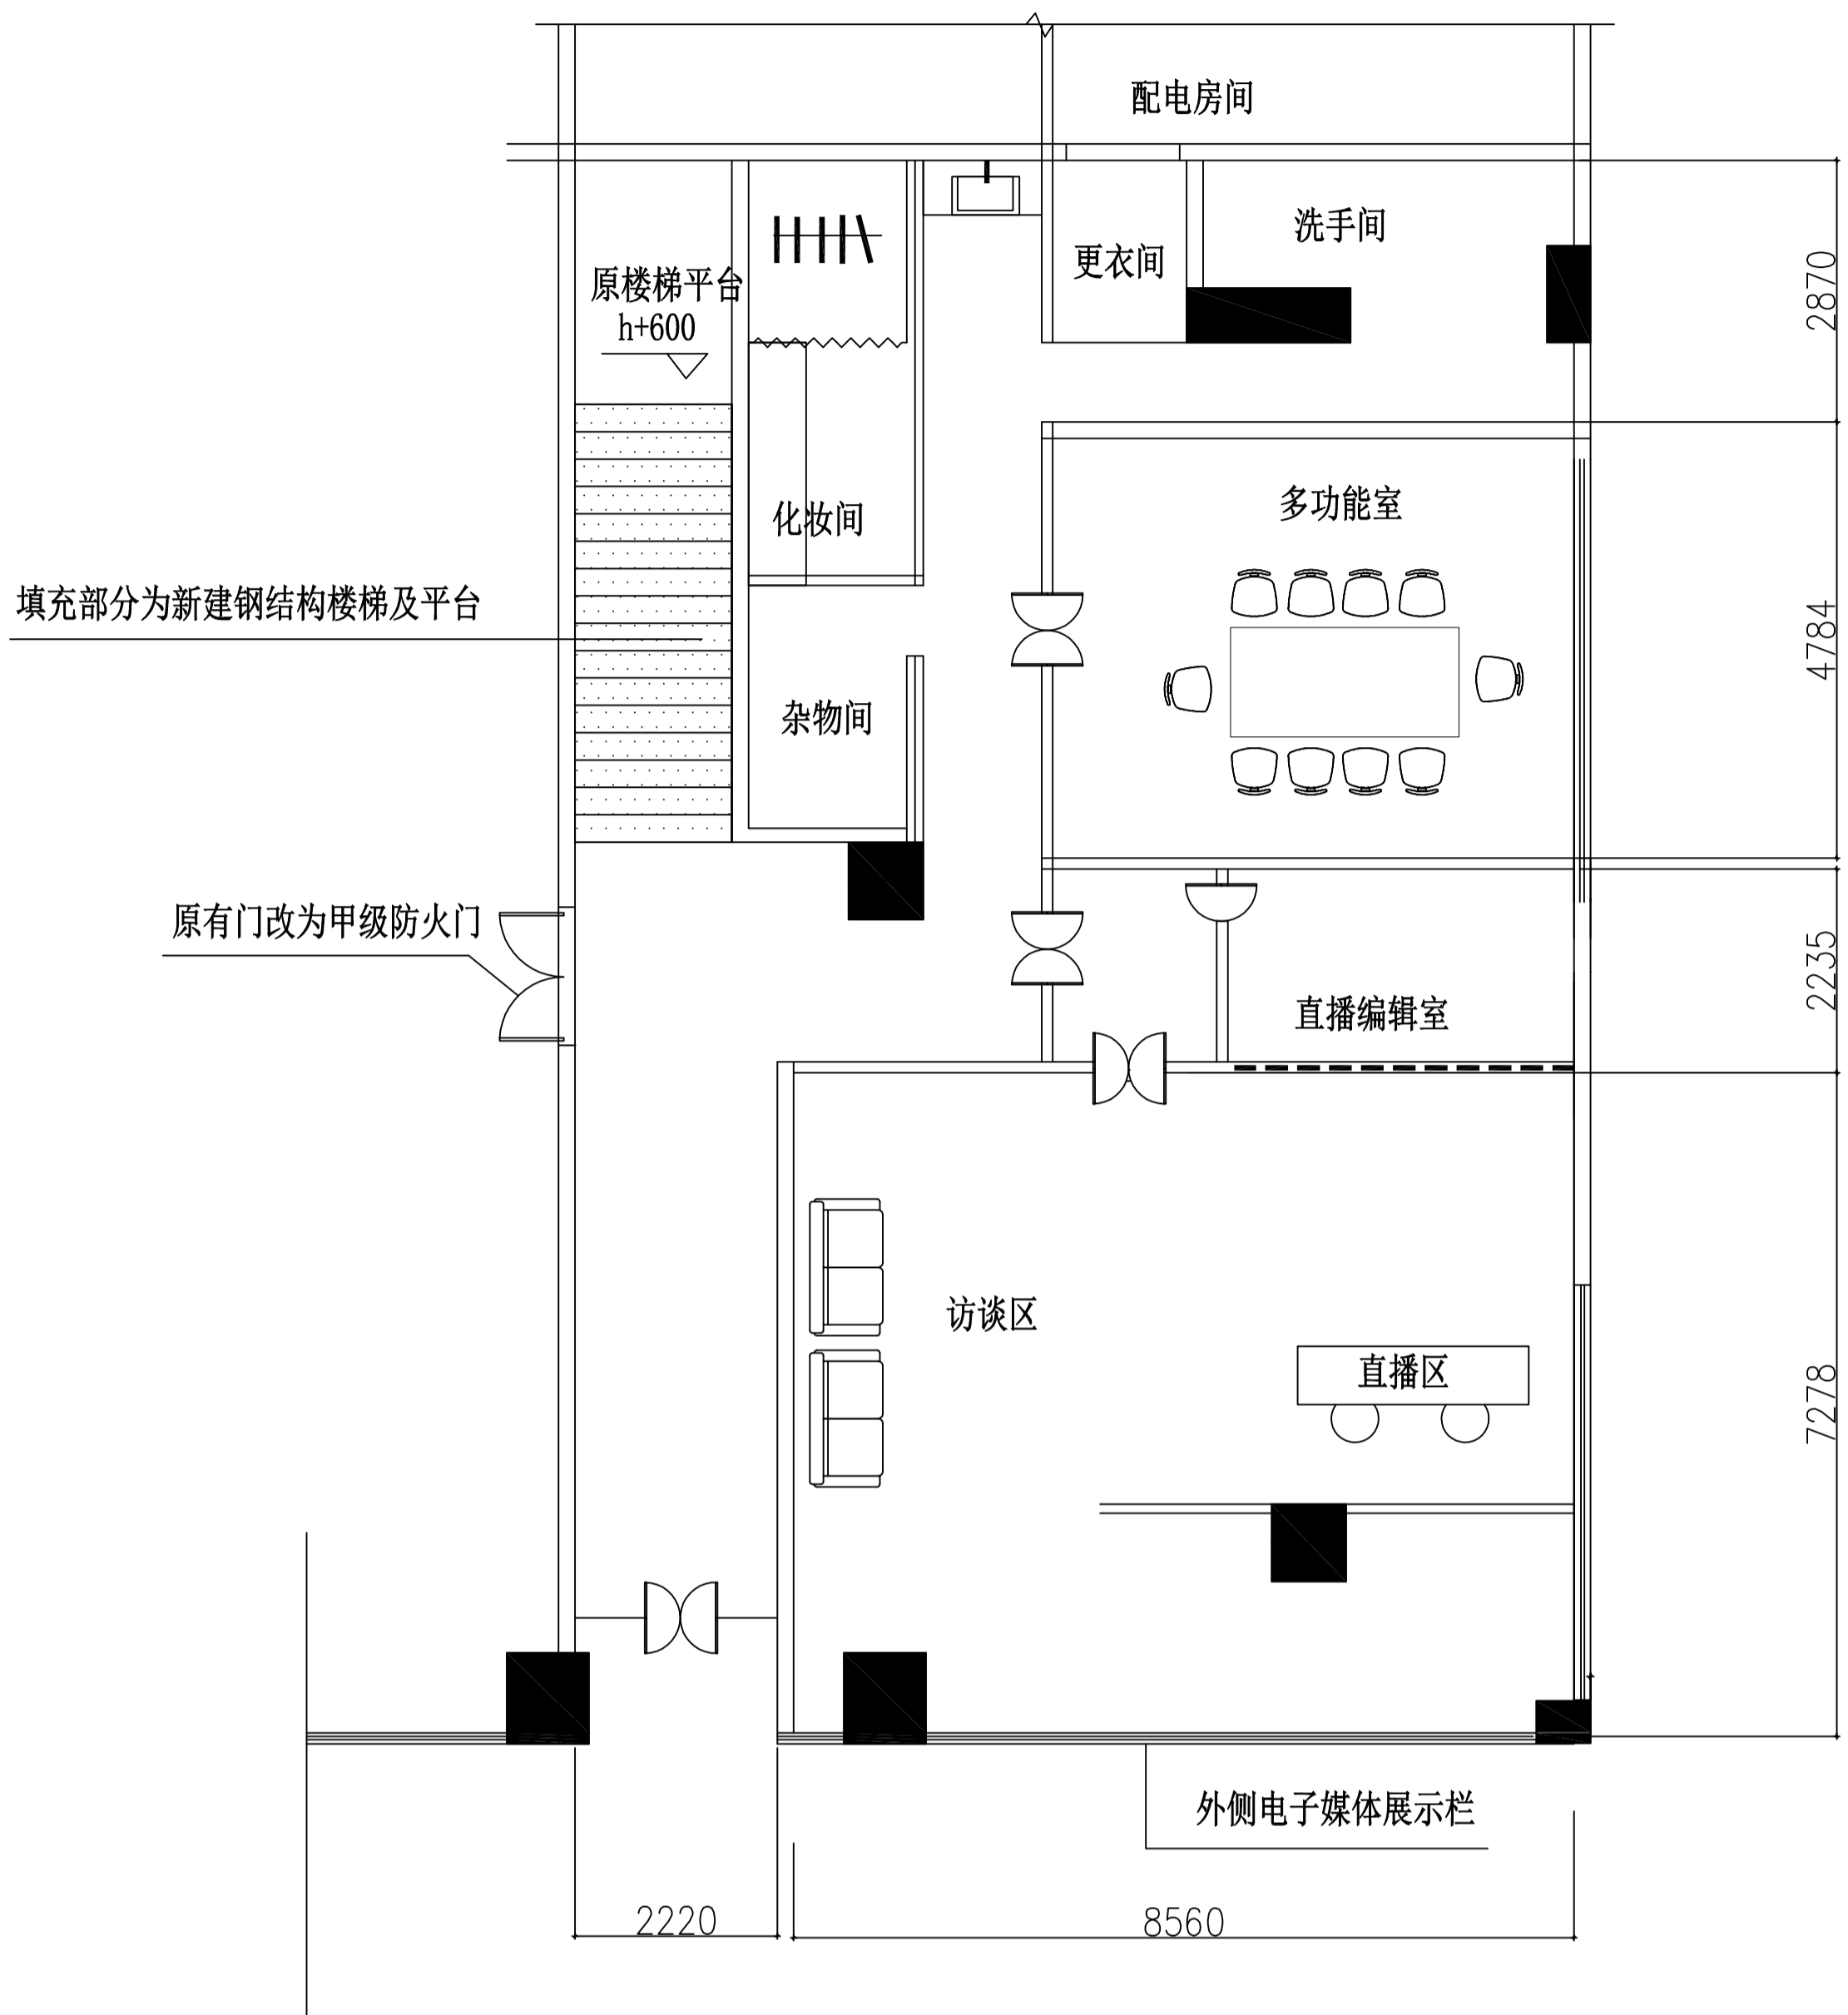 配电房间
洗手间
更衣间
原楼梯平台
h+600
2870
多功能室
化妆间
填充部分为新建钢结构楼梯及平台
4784
杂物间
原有门改为甲级防火门
2235
直播编辑室
访谈区
直播区
7278
外侧电子媒体展示栏
2220
8560